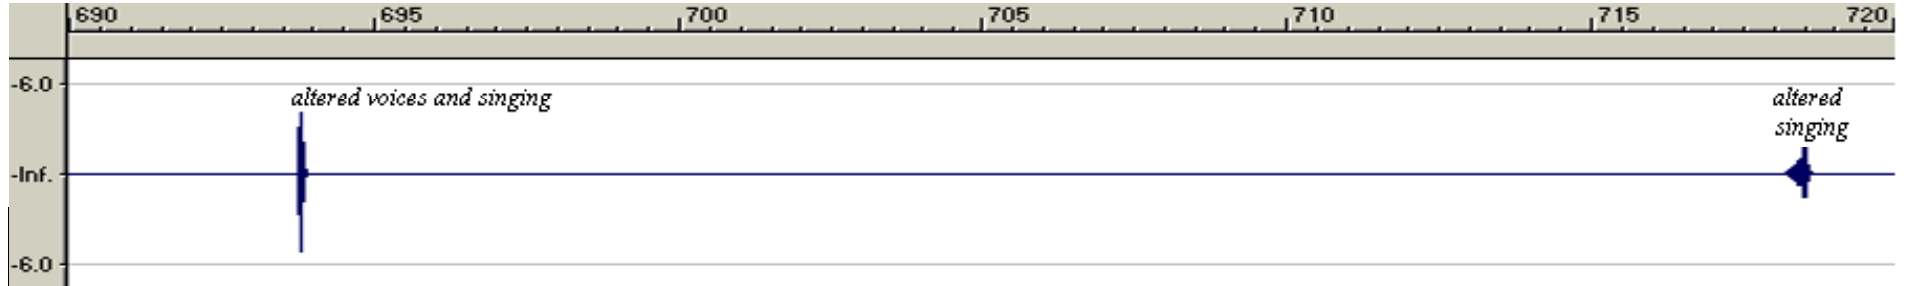 690 695 700 705 710 715 720
-6.0
altered voices and singing
altered
singing
-Inf.
-6.0